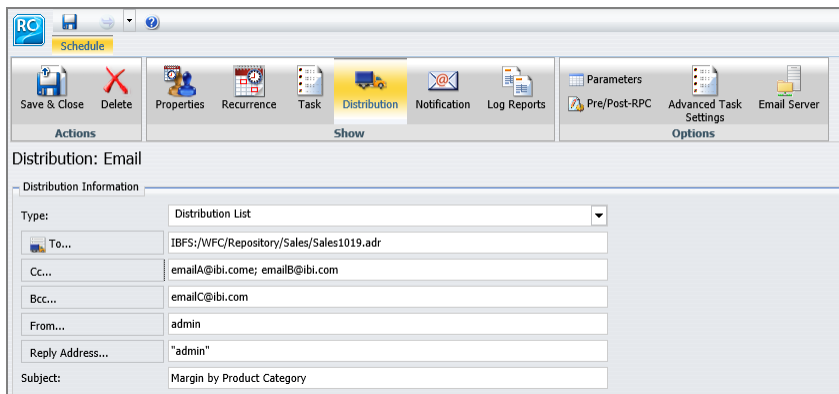 RC
Schedule
Save & Close
Delete
Properties
Recurrence
Task
Distribution
Notification
Log Reports
Parameters
Pre/Post-RPC
Advanced Task
Settings
Email Server
Actions
Show
Options
Distribution: Email
Distribution Information
Type: Distribution List
To... IBFS:/WFC/Repository/Sales/Sales1019.adr
Cc... emailA@ibi.come; emailB@ibi.com
Bcc... emailC@ibi.com
From... admin
Reply Address... "admin"
Subject: Margin by Product Category